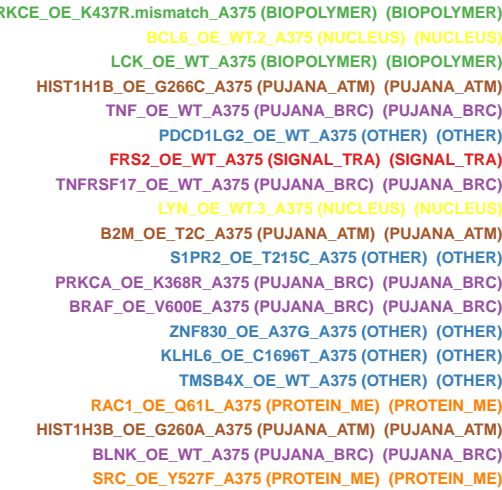 RKCE_OE_K437R.mismatch_A375 (BIOPOLYMER) (BIOPOLYMER)
BCL6_OE_WT.2_A375 (NUCLEUS) (NUCLEUS)
LCK_OE_WT_A375 (BIOPOLYMER) (BIOPOLYMER)
HIST1H1B_OE_G266C_A375 (PUJANA_ATM) (PUJANA_ATM)
TNF_OE_WT_A375 (PUJANA_BRC) (PUJANA_BRC)
PDCD1LG2_OE_WT_A375 (OTHER) (OTHER)
FRS2_OE_WT_A375 (SIGNAL_TRA) (SIGNAL_TRA)
TNFRSF17_OE_WT_A375 (PUJANA_BRC) (PUJANA_BRC)
LYN_OE_WT.3_A375 (NUCLEUS) (NUCLEUS)
B2M_OE_T2C_A375 (PUJANA_ATM) (PUJANA_ATM)
S1PR2_OE_T215C_A375 (OTHER) (OTHER)
PRKCA_OE_K368R_A375 (PUJANA_BRC) (PUJANA_BRC)
BRAF_OE_V600E_A375 (PUJANA_BRC) (PUJANA_BRC)
ZNF830_OE_A37G_A375 (OTHER) (OTHER)
KLHL6_OE_C1696T_A375 (OTHER) (OTHER)
TMSB4X_OE_WT_A375 (OTHER) (OTHER)
RAC1_OE_Q61L_A375 (PROTEIN_ME) (PROTEIN_ME)
HIST1H3B_OE_G260A_A375 (PUJANA_ATM) (PUJANA_ATM)
BLNK_OE_WT_A375 (PUJANA_BRC) (PUJANA_BRC)
SRC_OE_Y527F_A375 (PROTEIN_ME) (PROTEIN_ME)